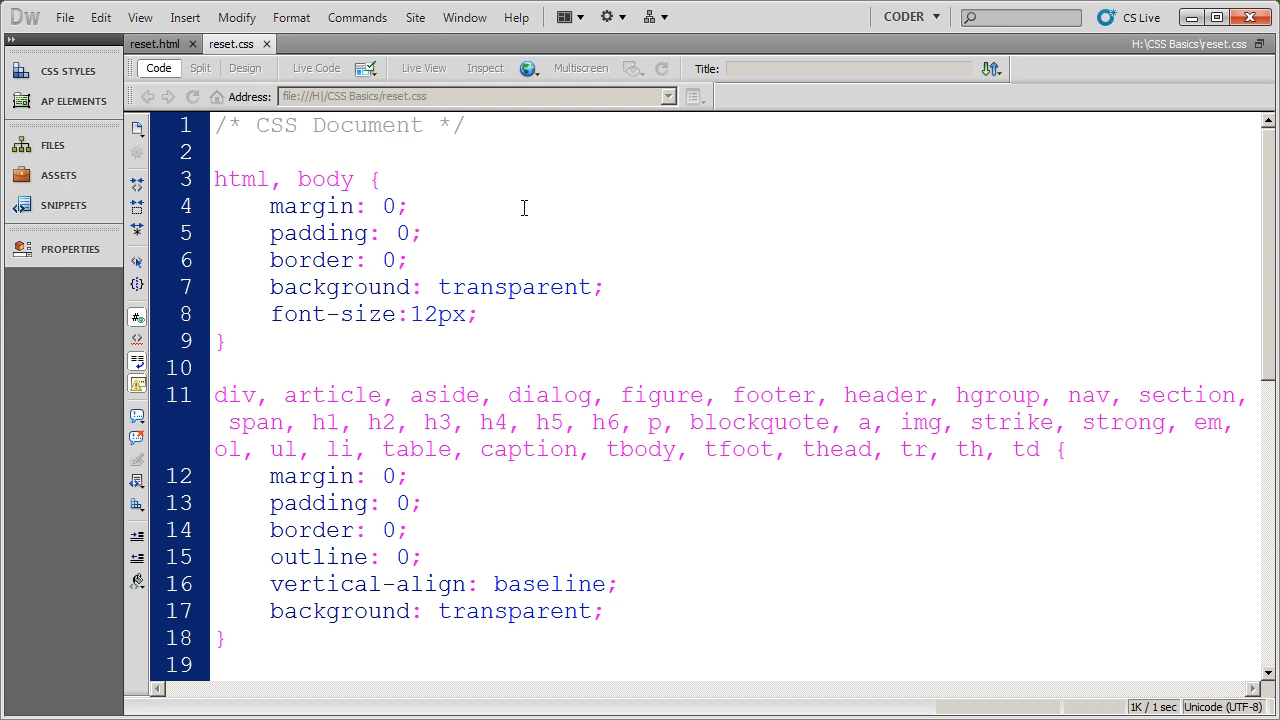 Dw File Edit View Insert Modify Format Commands Site Window Help CODER CS Live
reset.html reset.css H:\CSS Basics\reset.css
Code Split Design Live Code Live View Inspect Multiscreen Title:
Address: file:///H|/CSS Basics/reset.css
CSS STYLES
AP ELEMENTS
FILES
ASSETS
SNIPPETS
PROPERTIES
1 /* CSS Document */
2
3 html, body {
4 margin: 0;
5 padding: 0;
6 border: 0;
7 background: transparent;
8 font-size:12px;
9 }
10
11 div, article, aside, dialog, figure, footer, header, hgroup, nav, section,
span, h1, h2, h3, h4, h5, h6, p, blockquote, a, img, strike, strong, em,
ol, ul, li, table, caption, tbody, tfoot, thead, tr, th, td {
12 margin: 0;
13 padding: 0;
14 border: 0;
15 outline: 0;
16 vertical-align: baseline;
17 background: transparent;
18 }
19
1K / 1 sec Unicode (UTF-8)